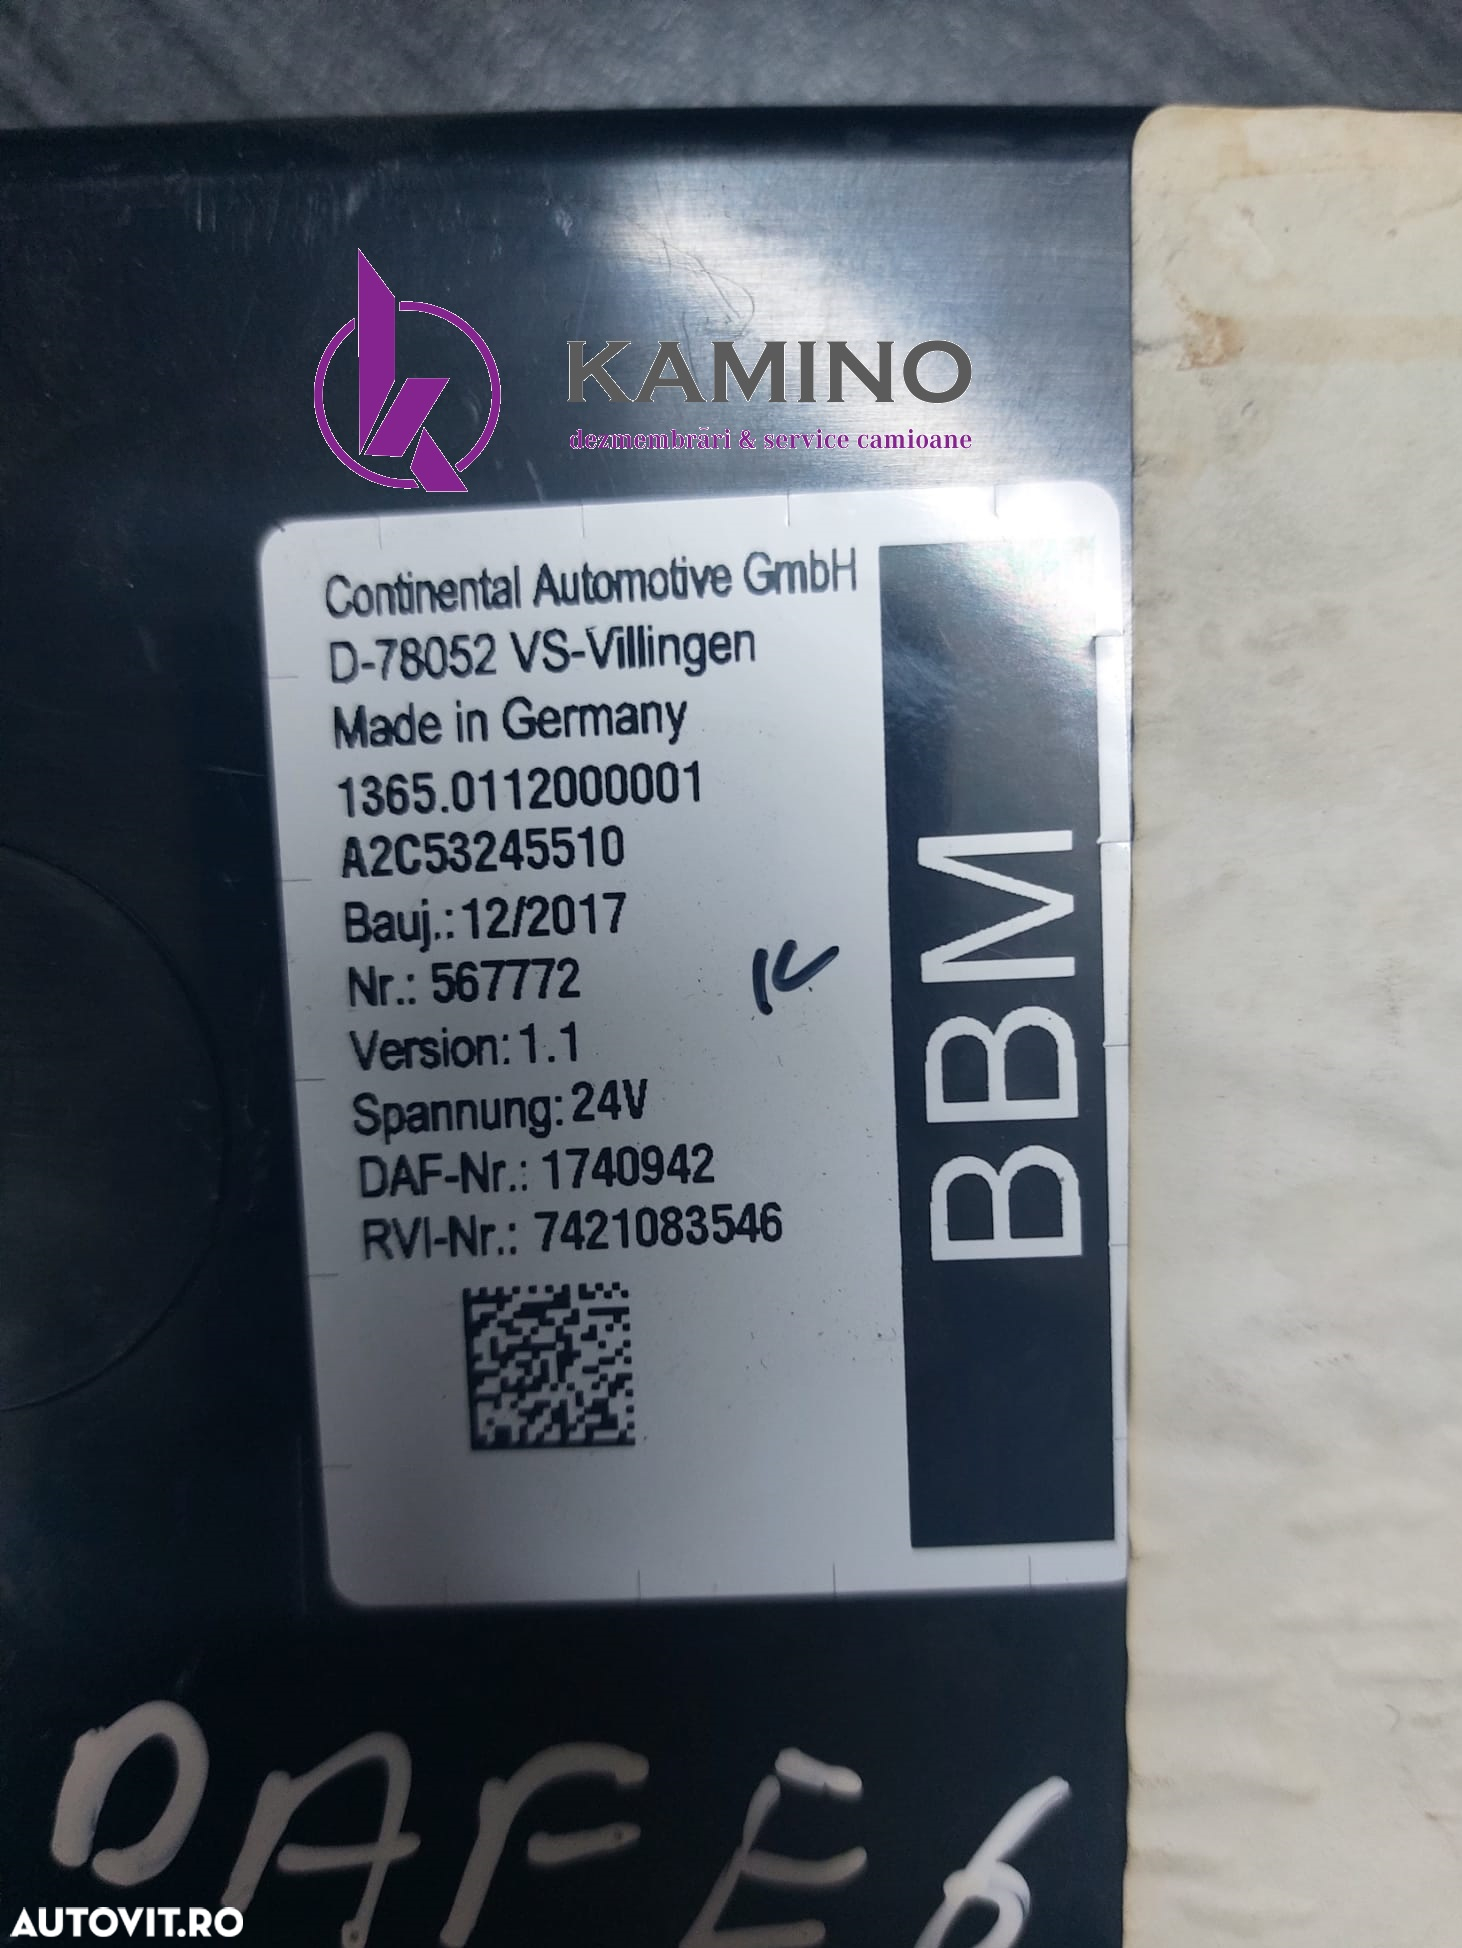 KAMINO
dezmembrări & service camioane
Continental Automotive GmbH
D-78052 VS-Villingen
Made in Germany
1365.0112000001
A2C53245510
Bauj.: 12/2017
Nr.: 567772
Version: 1.1
Spannung: 24V
DAF-Nr.: 1740942
RVI-Nr.: 7421083546
BBM
DAF E6
AUTOVIT.RO